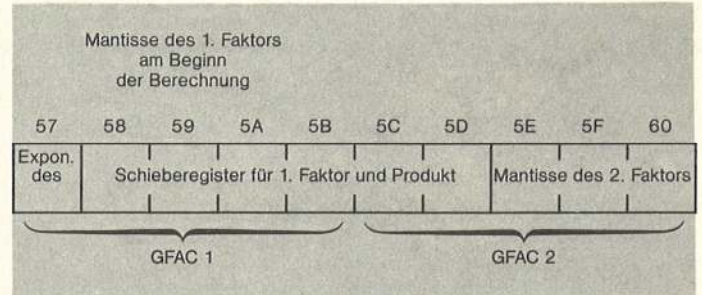 Mantisse des 1. Faktors
am Beginn
der Berechnung
57 58 59 5A 5B 5C 5D 5E 5F 60
Expon.
des
Schieberegister für 1. Faktor und Produkt
Mantisse des 2. Faktors
GFAC 1 GFAC 2